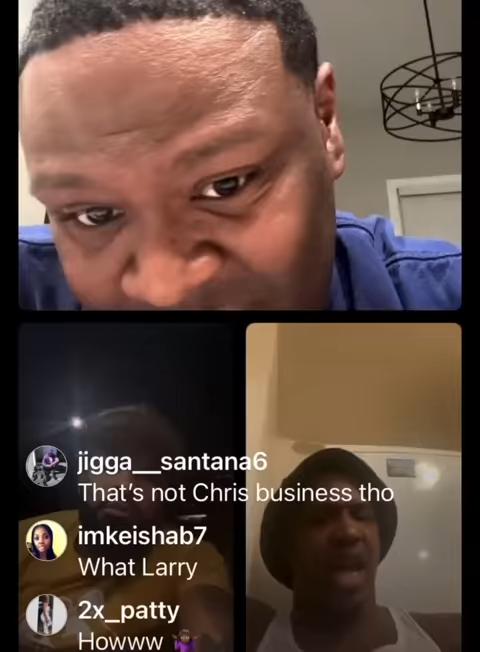 jigga__santana6
That’s not Chris business tho
imkeishab7
What Larry
2x_patty
Howww 🤷🏾‍♀️